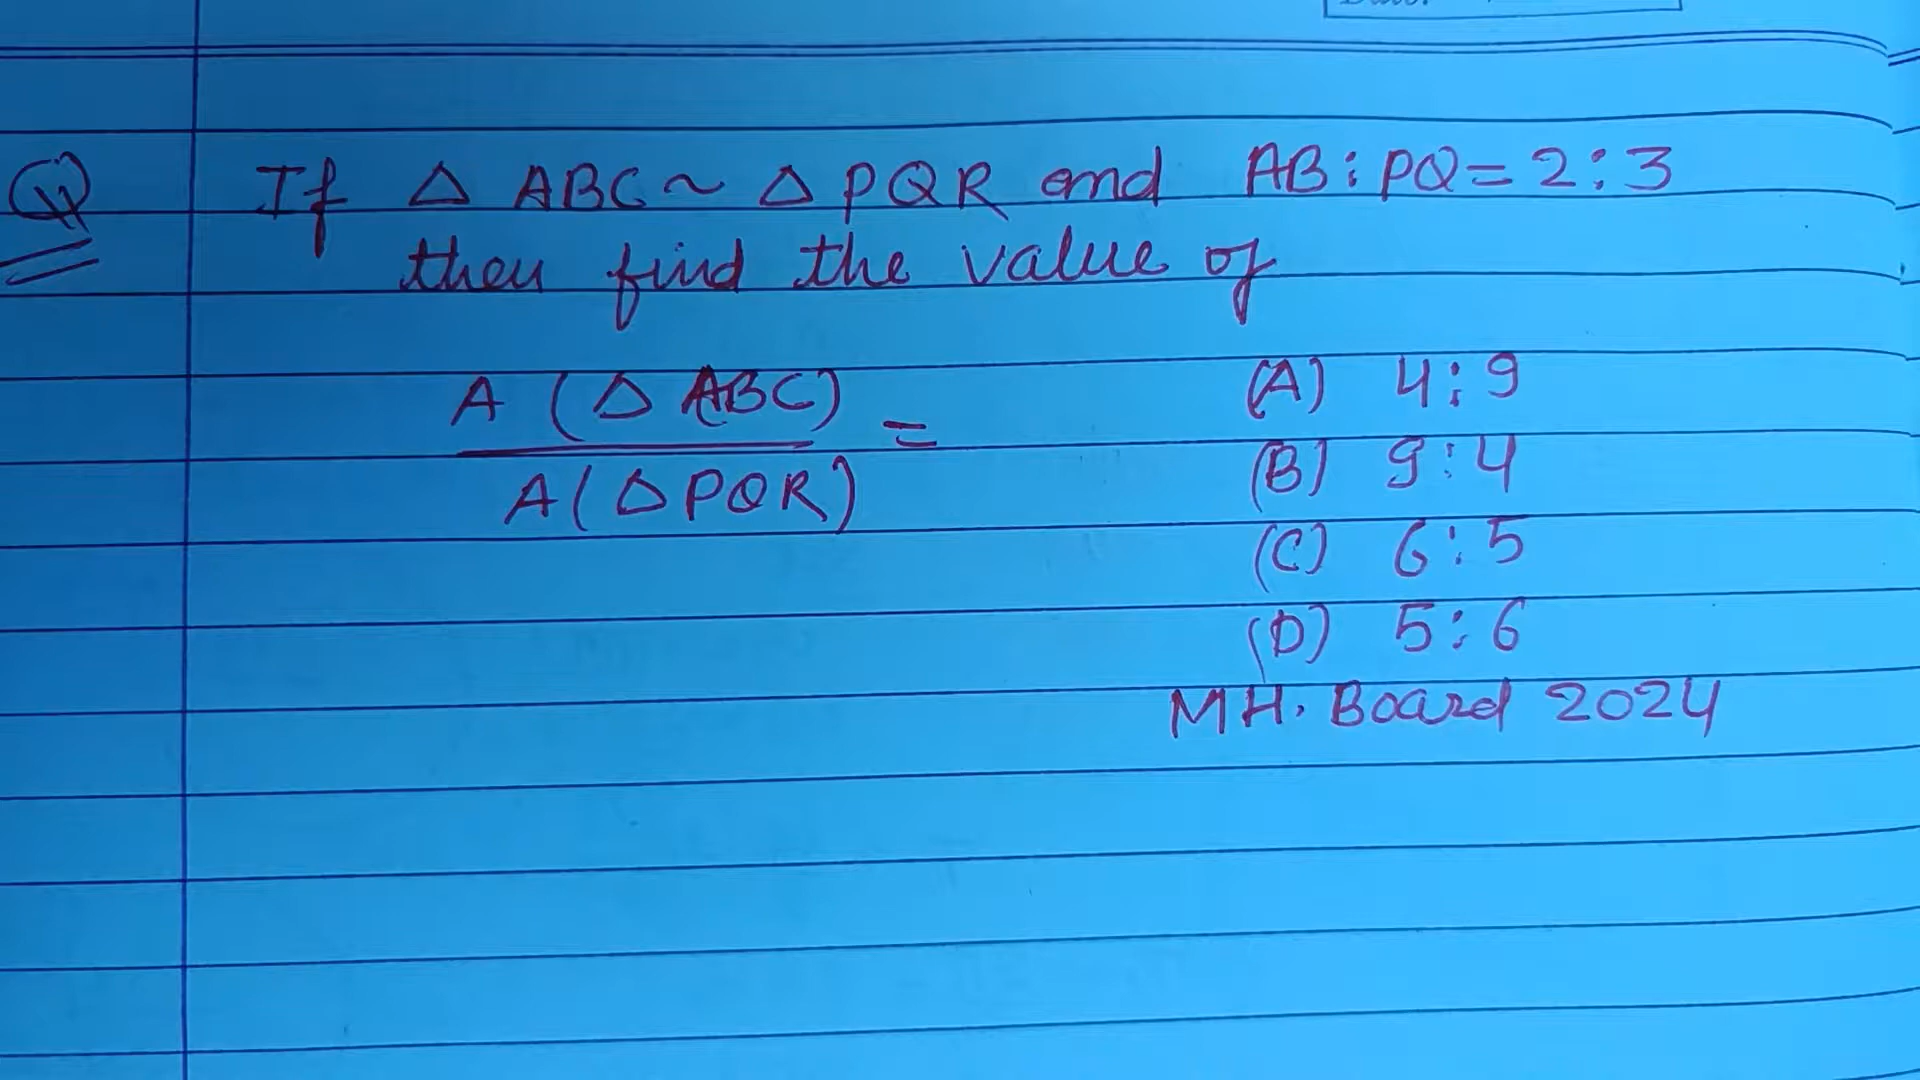 Q If △ ABC ~ △ PQR and AB : PQ = 2 : 3
then find the value of
A (△ ABC)
A(△ PQR) =
(A) 4 : 9
(B) 9 : 4
(C) 6 : 5
(D) 5 : 6
MH. Board 2024